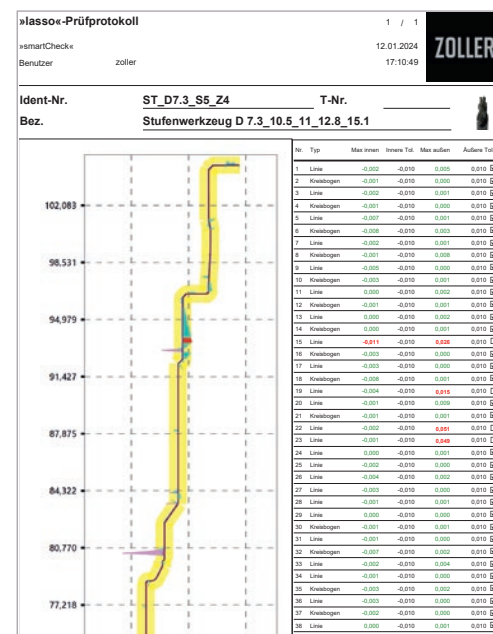 »lasso«-Prüfprotokoll 1 / 1
»smartCheck« 12.01.2024
Benutzer zoller 17:10:49
ZOLLER
Ident-Nr. ST_D7.3_S5_Z4 T-Nr.
Bez. Stufenwerkzeug D 7.3_10.5_11_12.8_15.1
Nr. Typ Max innen Innere Tol. Max außen Äußere Tol.
1 Linie -0,002 -0,010 0,005 0,010
2 Kreisbogen -0,001 -0,010 0,000 0,010
3 Linie -0,002 -0,010 0,001 0,010
4 Kreisbogen -0,001 -0,010 0,000 0,010
5 Linie -0,007 -0,010 0,001 0,010
6 Kreisbogen -0,008 -0,010 0,003 0,010
7 Linie -0,002 -0,010 0,001 0,010
8 Kreisbogen -0,001 -0,010 0,008 0,010
9 Linie -0,005 -0,010 0,000 0,010
10 Kreisbogen -0,003 -0,010 0,001 0,010
11 Linie 0,000 -0,010 0,002 0,010
12 Kreisbogen -0,001 -0,010 0,001 0,010
13 Linie 0,000 -0,010 0,002 0,010
14 Kreisbogen 0,000 -0,010 0,001 0,010
15 Linie -0,011 -0,010 0,026 0,010
16 Kreisbogen -0,003 -0,010 0,000 0,010
17 Linie -0,003 -0,010 0,000 0,010
18 Kreisbogen -0,008 -0,010 0,001 0,010
19 Linie -0,004 -0,010 0,015 0,010
20 Linie -0,001 -0,010 0,009 0,010
21 Kreisbogen -0,001 -0,010 0,001 0,010
22 Linie -0,002 -0,010 0,051 0,010
23 Linie -0,001 -0,010 0,049 0,010
24 Linie 0,000 -0,010 0,001 0,010
25 Linie -0,002 -0,010 0,000 0,010
26 Linie -0,004 -0,010 0,002 0,010
27 Linie -0,003 -0,010 0,000 0,010
28 Linie -0,001 -0,010 0,001 0,010
29 Linie 0,000 -0,010 0,000 0,010
30 Kreisbogen -0,001 -0,010 0,001 0,010
31 Linie -0,001 -0,010 0,000 0,010
32 Kreisbogen -0,007 -0,010 0,002 0,010
33 Linie -0,002 -0,010 0,004 0,010
34 Linie -0,001 -0,010 0,000 0,010
35 Kreisbogen -0,003 -0,010 0,002 0,010
36 Linie -0,003 -0,010 0,000 0,010
37 Kreisbogen -0,002 -0,010 0,000 0,010
38 Linie 0,000 -0,010 0,001 0,010
102,083
98,531
94,979
91,427
87,875
84,322
80,770
77,218